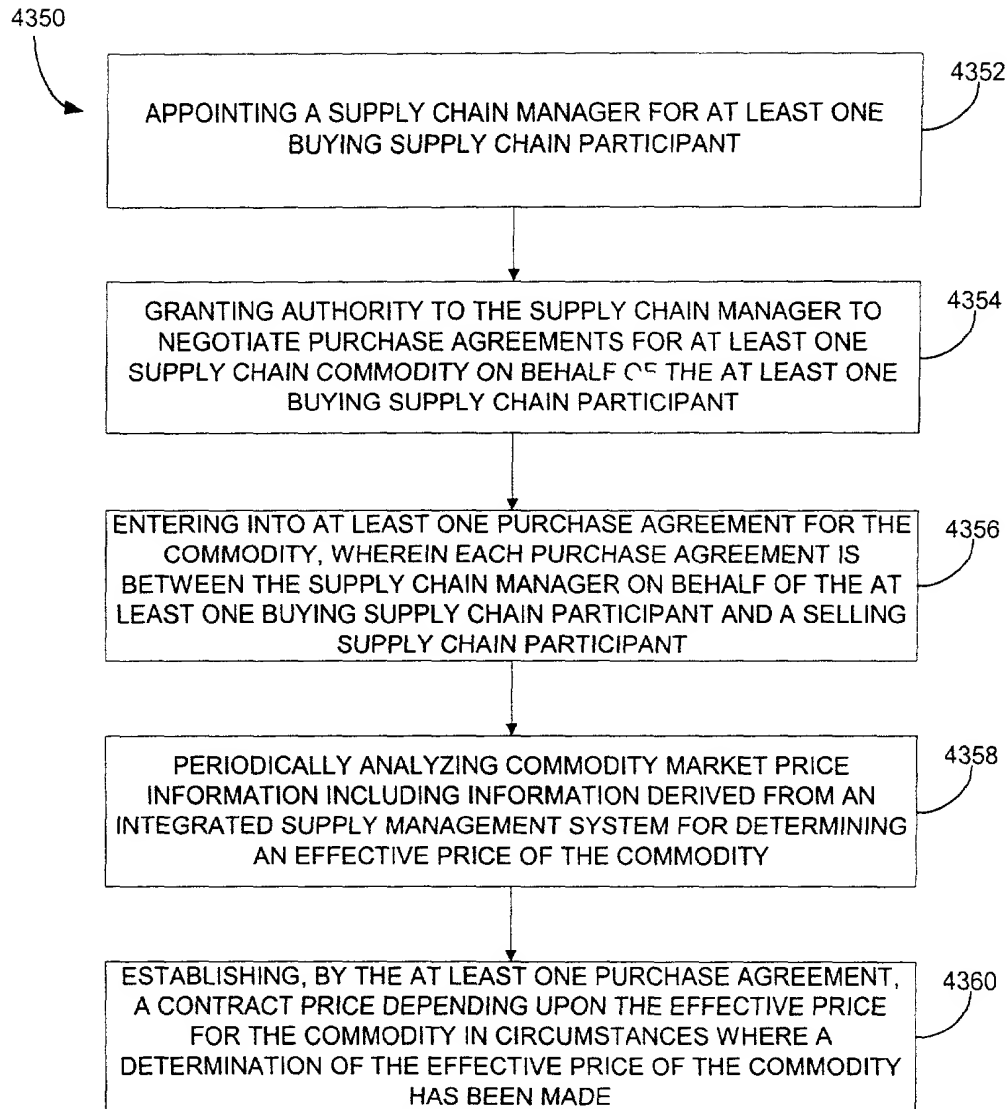 4350
4352
APPOINTING A SUPPLY CHAIN MANAGER FOR AT LEAST ONE
BUYING SUPPLY CHAIN PARTICIPANT
4354
GRANTING AUTHORITY TO THE SUPPLY CHAIN MANAGER TO
NEGOTIATE PURCHASE AGREEMENTS FOR AT LEAST ONE
SUPPLY CHAIN COMMODITY ON BEHALF OF THE AT LEAST ONE
BUYING SUPPLY CHAIN PARTICIPANT
4356
ENTERING INTO AT LEAST ONE PURCHASE AGREEMENT FOR THE
COMMODITY, WHEREIN EACH PURCHASE AGREEMENT IS
BETWEEN THE SUPPLY CHAIN MANAGER ON BEHALF OF THE AT
LEAST ONE BUYING SUPPLY CHAIN PARTICIPANT AND A SELLING
SUPPLY CHAIN PARTICIPANT
4358
PERIODICALLY ANALYZING COMMODITY MARKET PRICE
INFORMATION INCLUDING INFORMATION DERIVED FROM AN
INTEGRATED SUPPLY MANAGEMENT SYSTEM FOR DETERMINING
AN EFFECTIVE PRICE OF THE COMMODITY
4360
ESTABLISHING, BY THE AT LEAST ONE PURCHASE AGREEMENT,
A CONTRACT PRICE DEPENDING UPON THE EFFECTIVE PRICE
FOR THE COMMODITY IN CIRCUMSTANCES WHERE A
DETERMINATION OF THE EFFECTIVE PRICE OF THE COMMODITY
HAS BEEN MADE